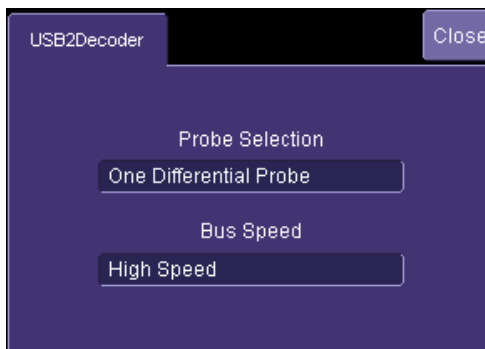 USB2Decoder
Close
Probe Selection
One Differential Probe
Bus Speed
High Speed